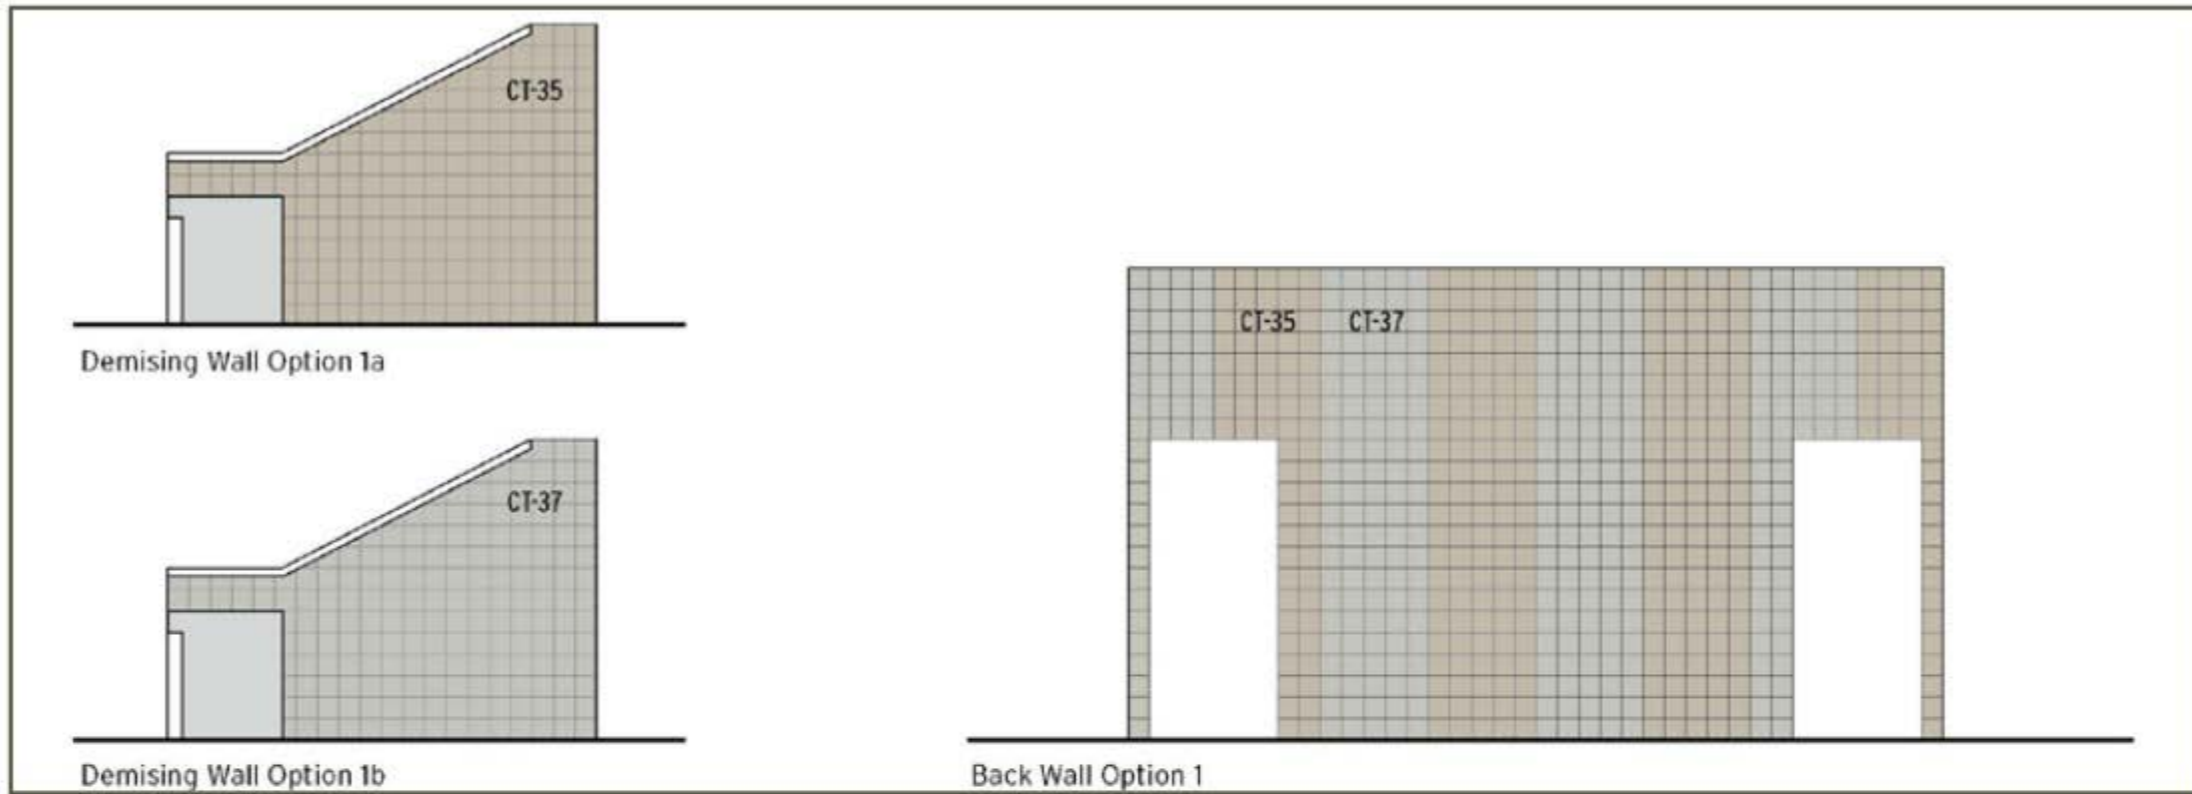 CT-35
Demising Wall Option 1a
CT-37
Demising Wall Option 1b
CT-35 CT-37
Back Wall Option 1